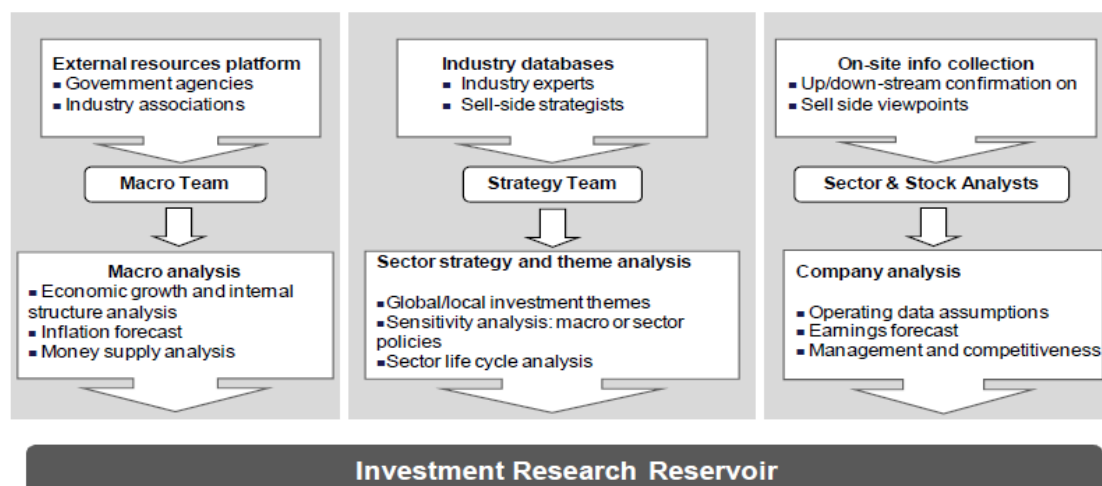 External resources platform
▪ Government agencies
▪ Industry associations
Macro Team
Macro analysis
▪ Economic growth and internal
structure analysis
▪ Inflation forecast
▪ Money supply analysis
Industry databases
▪ Industry experts
▪ Sell-side strategists
Strategy Team
Sector strategy and theme analysis
▪Global/local investment themes
▪Sensitivity analysis: macro or sector
policies
▪Sector life cycle analysis
On-site info collection
▪ Up/down-stream confirmation on
▪ Sell side viewpoints
Sector & Stock Analysts
Company analysis
▪ Operating data assumptions
▪ Earnings forecast
▪ Management and competitiveness
Investment Research Reservoir